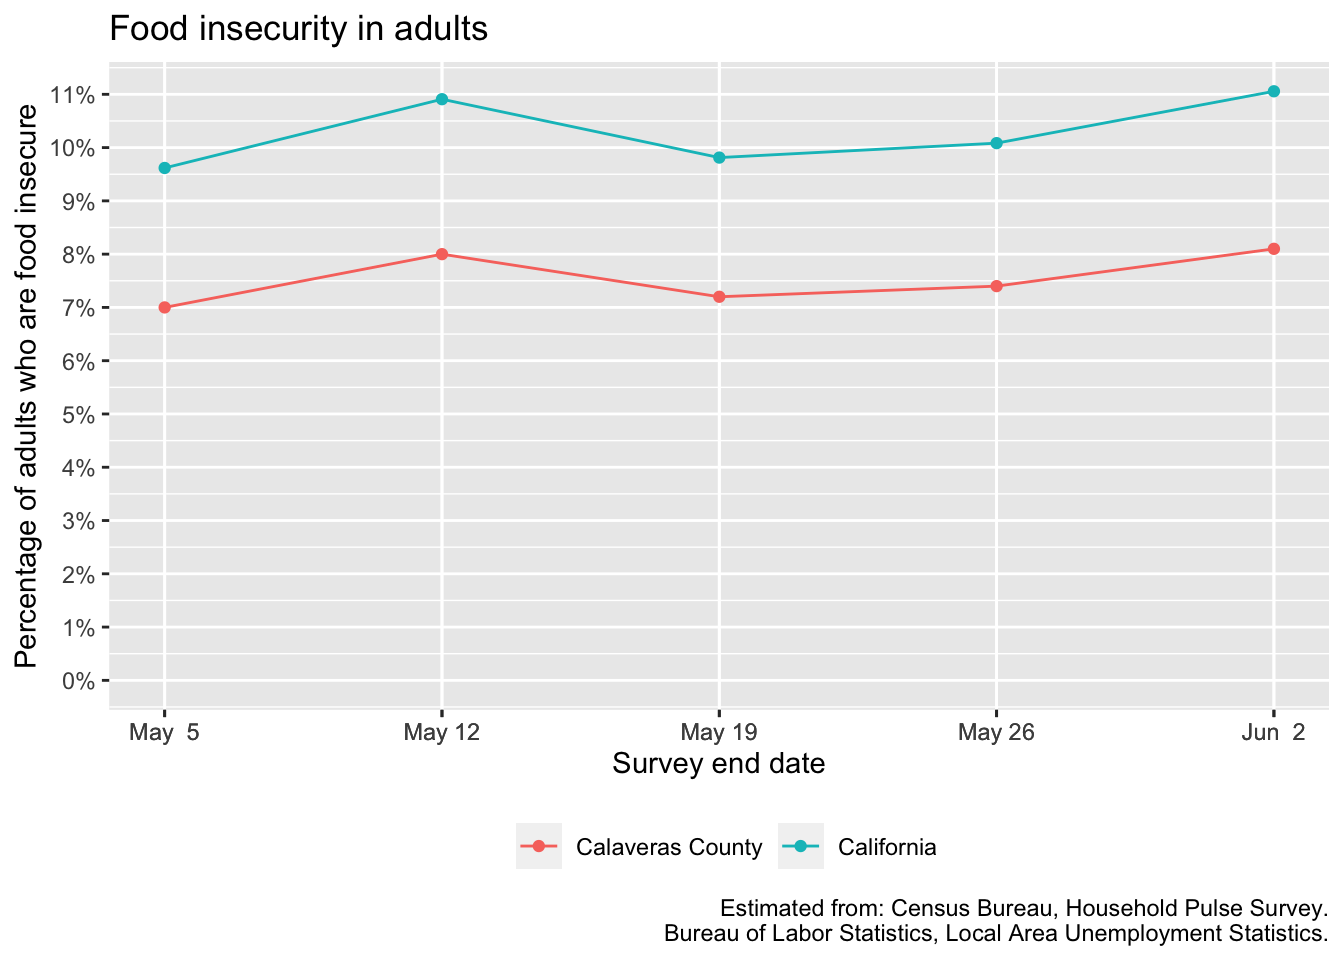 Food insecurity in adults
Percentage of adults who are food insecure
11%
10%
9%
8%
7%
6%
5%
4%
3%
2%
1%
0%
May 5
May 12
May 19
May 26
Jun 2
Survey end date
Calaveras County
California
Estimated from: Census Bureau, Household Pulse Survey.
Bureau of Labor Statistics, Local Area Unemployment Statistics.